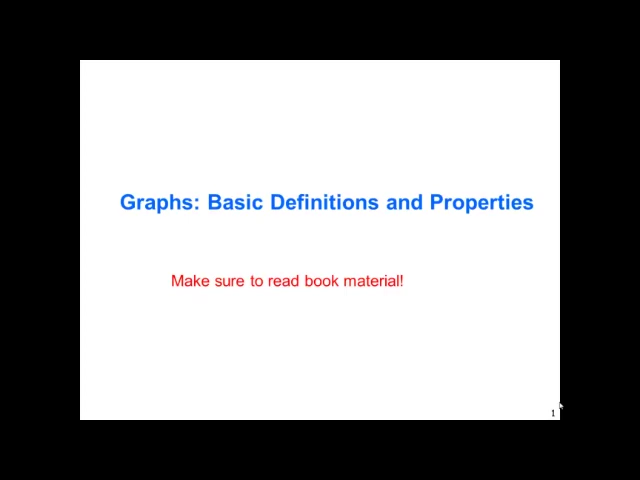 Graphs: Basic Definitions and Properties
Make sure to read book material!
1